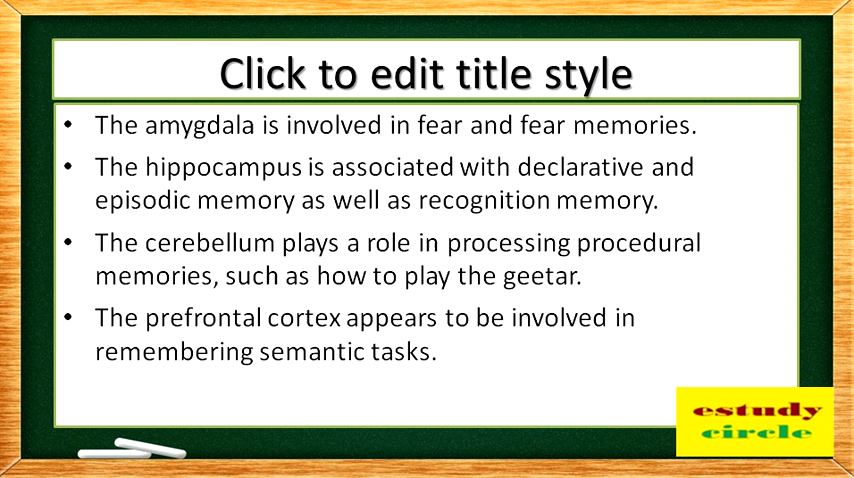 Click to edit title style
• The amygdala is involved in fear and fear memories.
• The hippocampus is associated with declarative and
episodic memory as well as recognition memory.
• The cerebellum plays a role in processing procedural
memories, such as how to play the geetar.
• The prefrontal cortex appears to be involved in
remembering semantic tasks.
estudy
circle